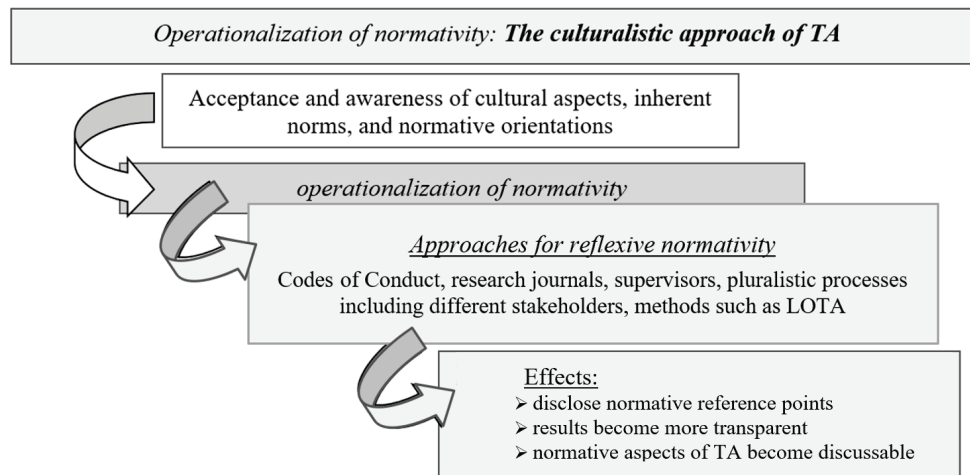 Operationalization of normativity: The culturalistic approach of TA
Acceptance and awareness of cultural aspects, inherent
norms, and normative orientations
operationalization of normativity
Approaches for reflexive normativity
Codes of Conduct, research journals, supervisors, pluralistic processes
including different stakeholders, methods such as LOTA
Effects:
➢ disclose normative reference points
➢ results become more transparent
➢ normative aspects of TA become discussable